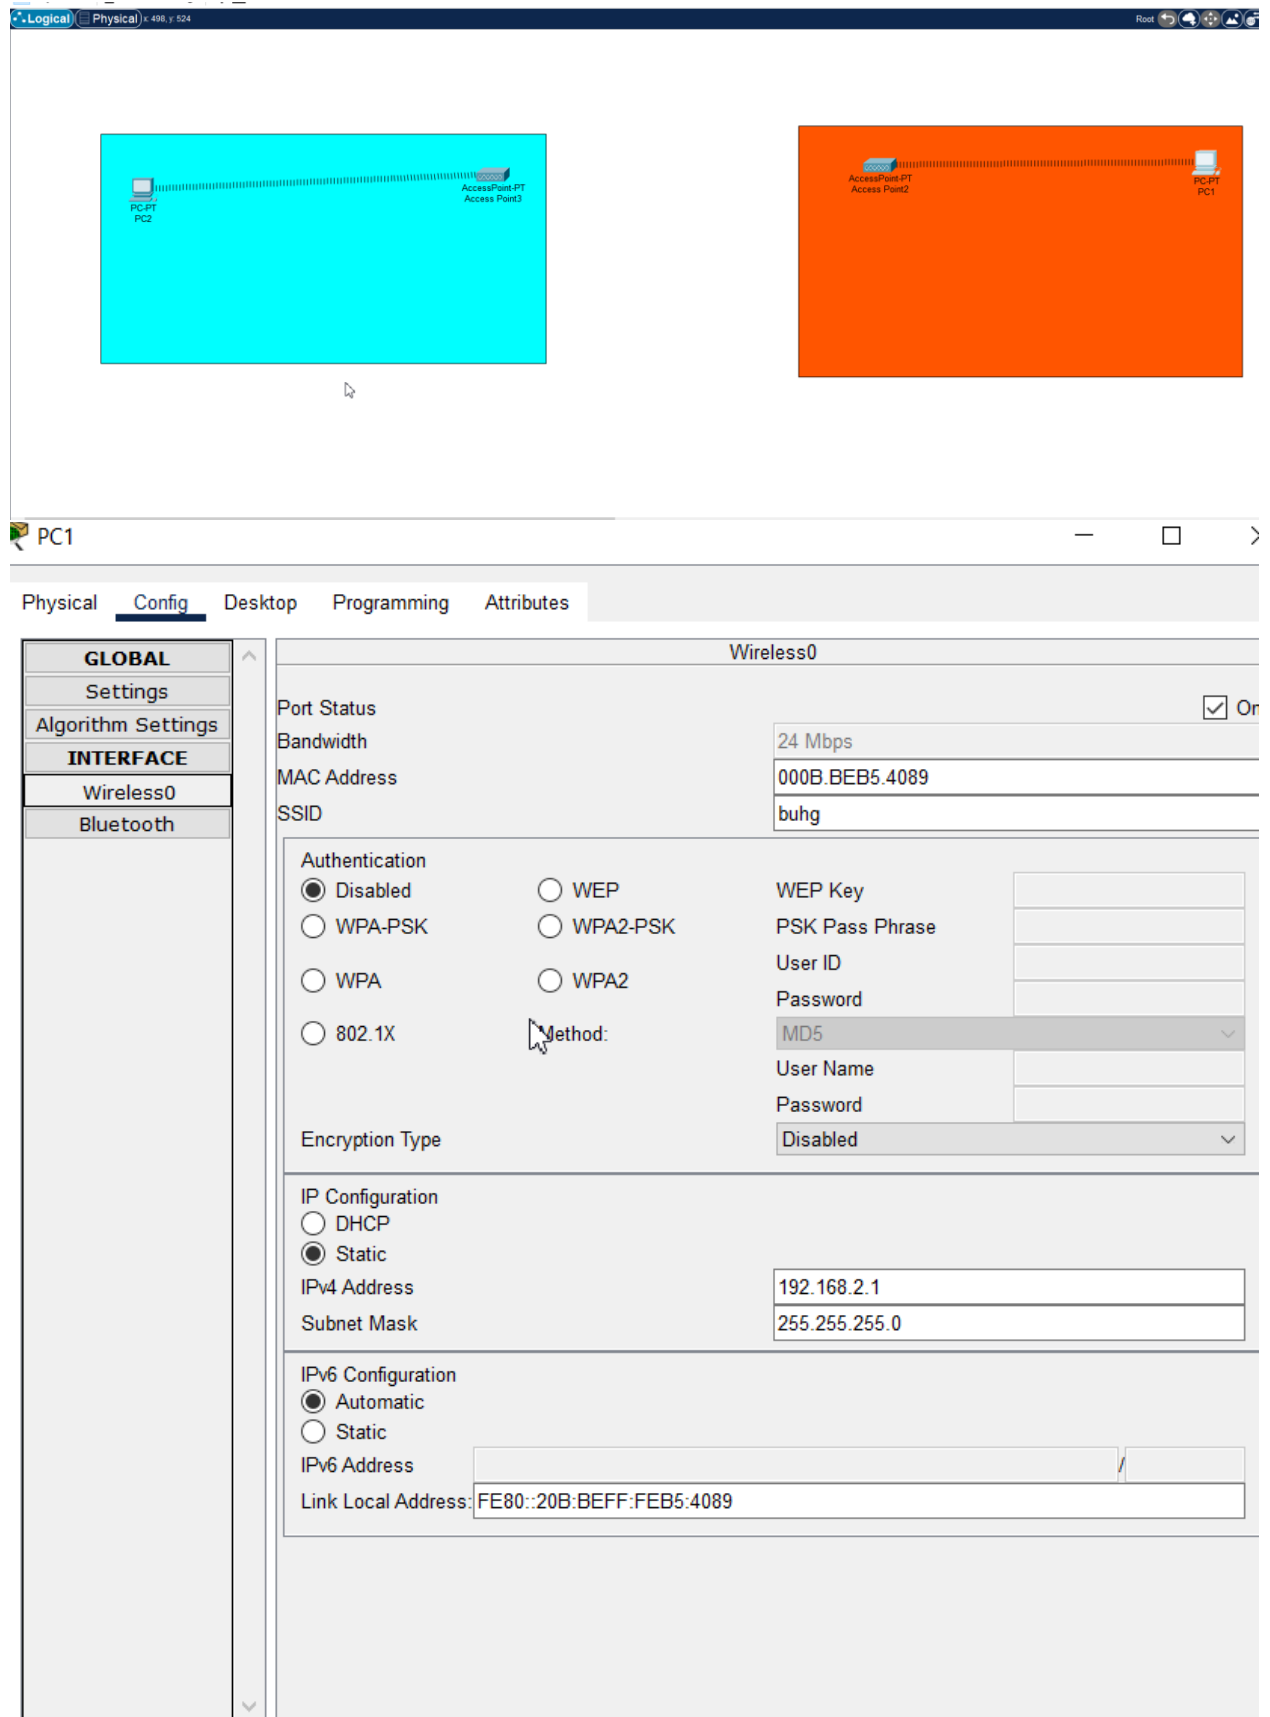 Logical Physical x: 498, y: 524 Root
PC-PT
PC2
AccessPoint-PT
Access Point3
AccessPoint-PT
Access Point2
PC-PT
PC1
PC1
Physical Config Desktop Programming Attributes
GLOBAL
Settings
Algorithm Settings
INTERFACE
Wireless0
Bluetooth
Wireless0
Port Status On
Bandwidth 24 Mbps
MAC Address 000B.BEB5.4089
SSID buhg
Authentication
Disabled WEP WEP Key
WPA-PSK WPA2-PSK PSK Pass Phrase
User ID
WPA WPA2
Password
802.1X Method: MD5
User Name
Password
Encryption Type Disabled
IP Configuration
DHCP
Static
IPv4 Address 192.168.2.1
Subnet Mask 255.255.255.0
IPv6 Configuration
Automatic
Static
IPv6 Address /
Link Local Address: FE80::20B:BEFF:FEB5:4089